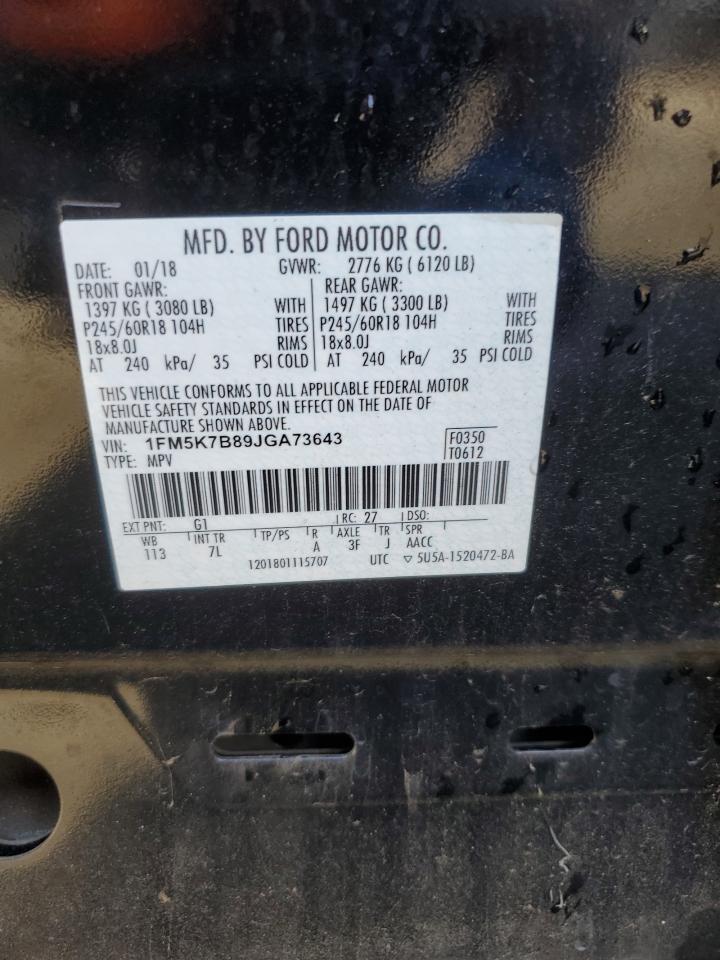 MFD. BY FORD MOTOR CO.
DATE: 01/18 GVWR: 2776 KG ( 6120 LB)
FRONT GAWR: REAR GAWR:
1397 KG ( 3080 LB) WITH 1497 KG ( 3300 LB) WITH
P245/60R18 104H TIRES P245/60R18 104H TIRES
18x8.0J RIMS 18x8.0J RIMS
AT 240 kPa/ 35 PSI COLD AT 240 kPa/ 35 PSI COLD
THIS VEHICLE CONFORMS TO ALL APPLICABLE FEDERAL MOTOR
VEHICLE SAFETY STANDARDS IN EFFECT ON THE DATE OF
MANUFACTURE SHOWN ABOVE.
VIN: 1FM5K7B89JGA73643 F0350
TYPE: MPV T0612
EXT PNT: G1 RC: 27 DSO:
WB INT TR TP/PS R AXLE TR SPR
113 7L A 3F J AACC
1201801115707 UTC ▽ 5U5A-1520472-BA